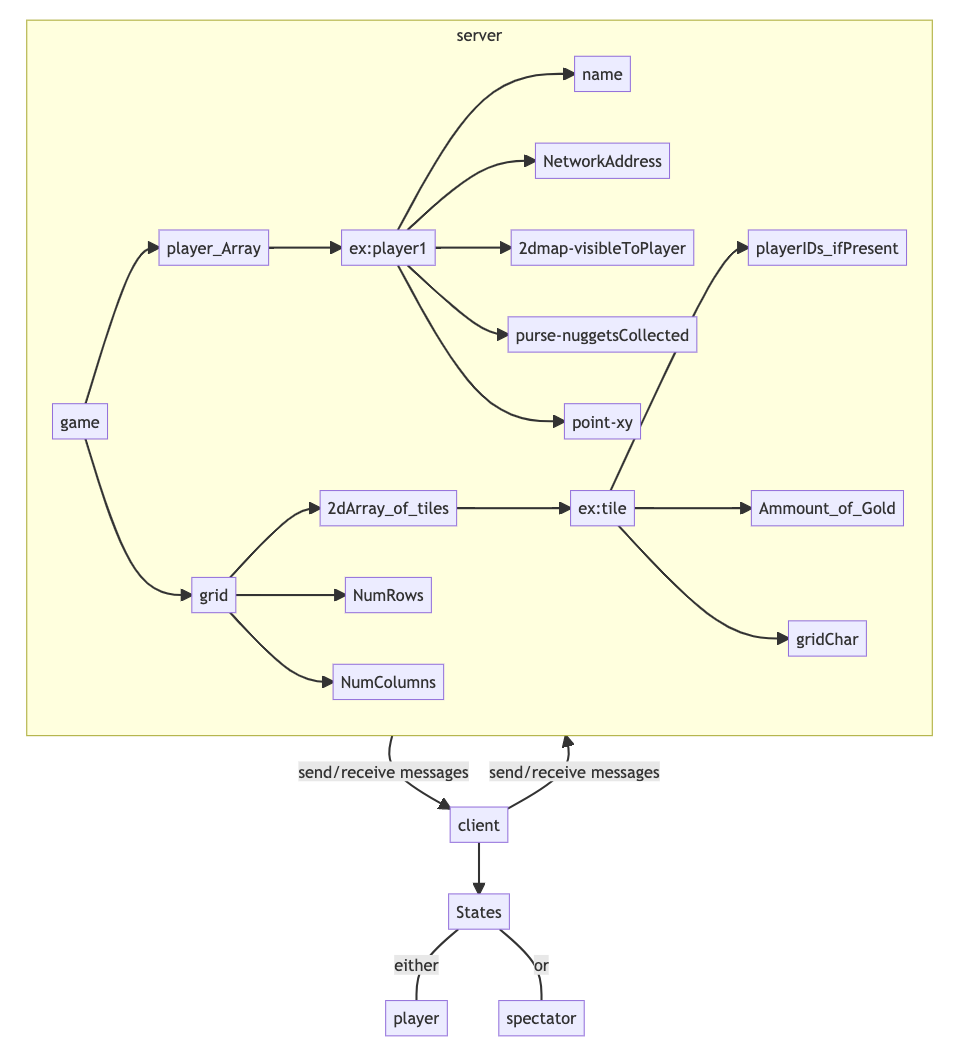 server
name
NetworkAddress
player_Array
ex:player1
2dmap-visibleToPlayer
playerIDs_ifPresent
purse-nuggetsCollected
game
point-xy
2dArray_of_tiles
ex:tile
Ammount_of_Gold
grid
NumRows
gridChar
NumColumns
send/receive messages
send/receive messages
client
States
either
or
player
spectator